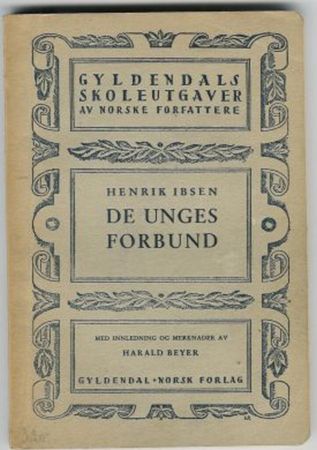 GYLDENDALS
SKOLEUTGAVER
AV NORSKE FORFATTERE
HENRIK IBSEN
DE UNGES
FORBUND
MED INNLEDNING OG MERKNADER AV
HARALD BEYER
GYLDENDAL • NORSK FORLAG